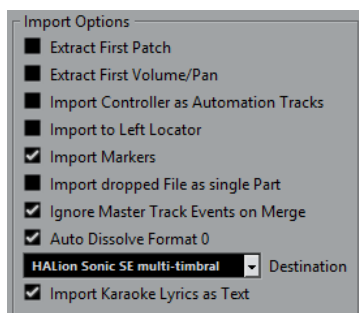 Import Options
Extract First Patch
Extract First Volume/Pan
Import Controller as Automation Tracks
Import to Left Locator
Import Markers
Import dropped File as single Part
Ignore Master Track Events on Merge
Auto Dissolve Format 0
HALion Sonic SE multi-timbral Destination
Import Karaoke Lyrics as Text